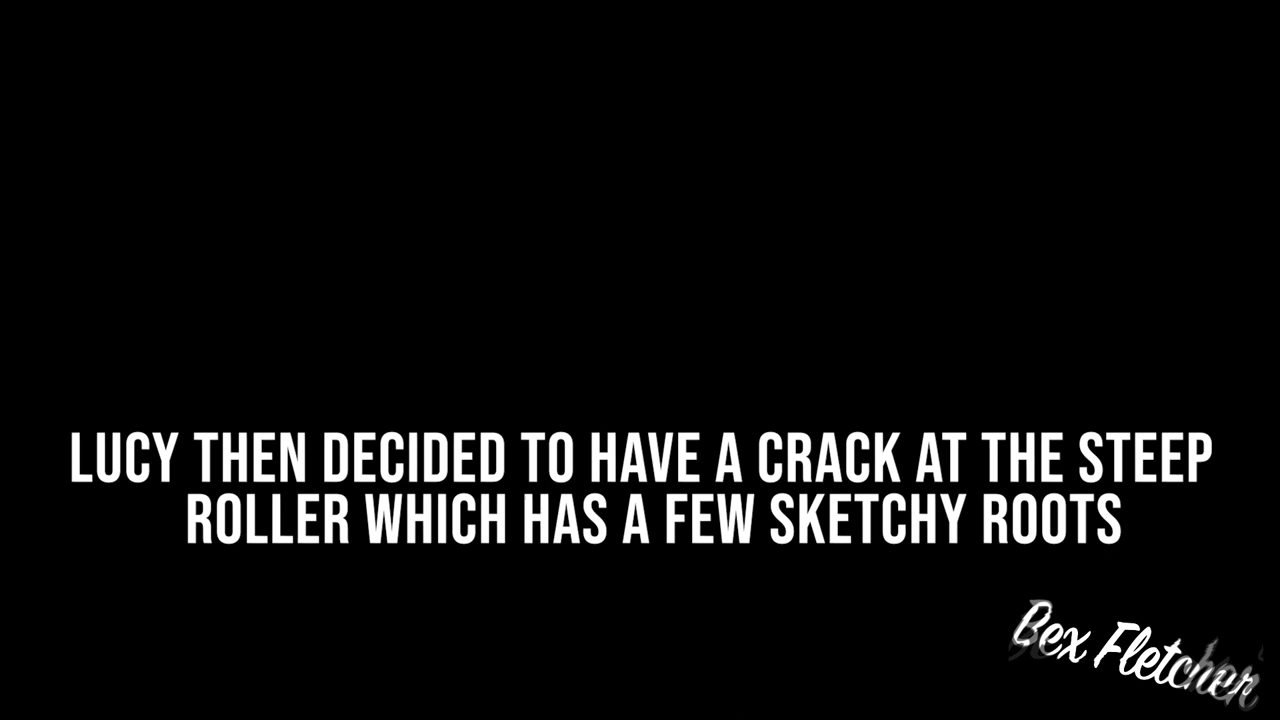 LUCY THEN DECIDED TO HAVE A CRACK AT THE STEEP
ROLLER WHICH HAS A FEW SKETCHY ROOTS
Bex Fletcher